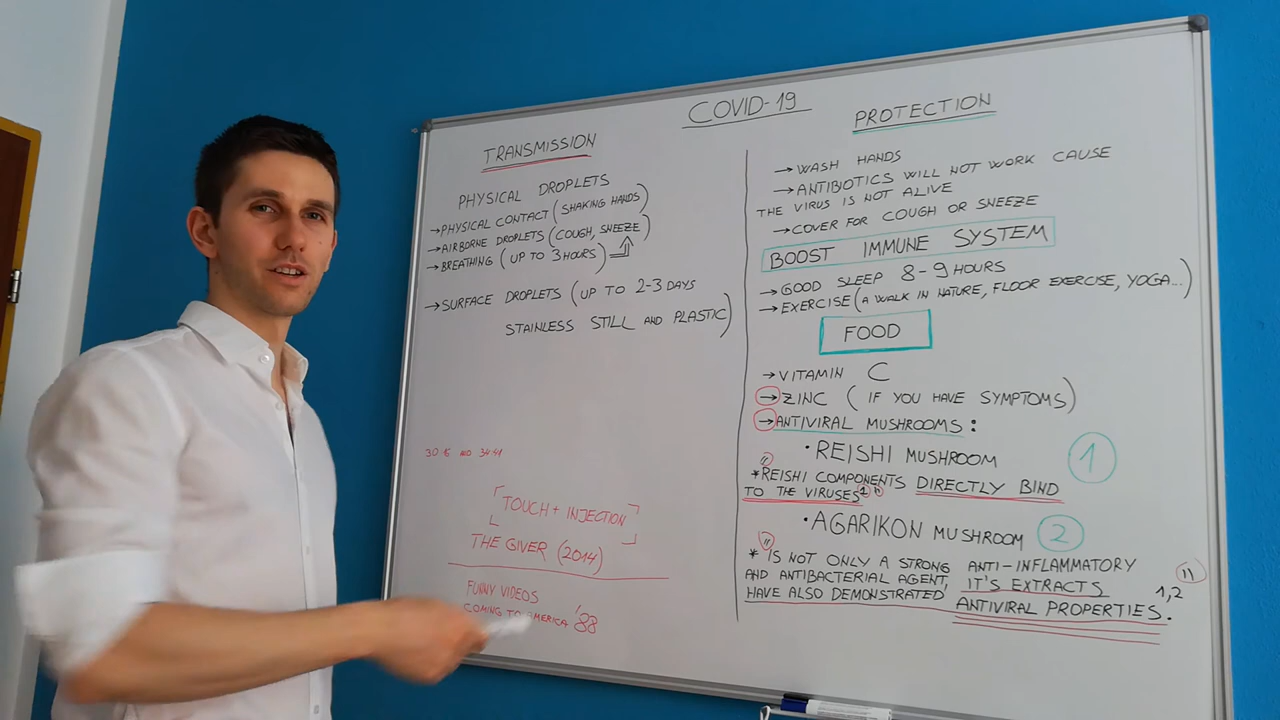 COVID-19
TRANSMISSION
PHYSICAL DROPLETS
→PHYSICAL CONTACT (SHAKING HANDS)
→AIRBORNE DROPLETS (COUGH, SNEEZE)
→BREATHING (UP TO 3 HOURS)
→SURFACE DROPLETS (UP TO 2-3 DAYS
STAINLESS STILL AND PLASTIC)
TOUCH + INJECTION
THE GIVER (2014)
FUNNY VIDEOS
COMING TO AMERICA '88
PROTECTION
→WASH HANDS
→ANTIBIOTICS WILL NOT WORK CAUSE
THE VIRUS IS NOT ALIVE
→COVER FOR COUGH OR SNEEZE
BOOST IMMUNE SYSTEM
→GOOD SLEEP 8-9 HOURS
→EXERCISE (A WALK IN NATURE, FLOOR EXERCISE, YOGA...)
FOOD
→VITAMIN C
→ZINC (IF YOU HAVE SYMPTOMS)
→ANTIVIRAL MUSHROOMS:
·REISHI MUSHROOM 1
*"REISHI COMPONENTS DIRECTLY BIND
TO THE VIRUSES"1
·AGARIKON MUSHROOM 2
*"IS NOT ONLY A STRONG ANTI-INFLAMMATORY
AND ANTIBACTERIAL AGENT, IT'S EXTRACTS
HAVE ALSO DEMONSTRATED ANTIVIRAL PROPERTIES." 1,2